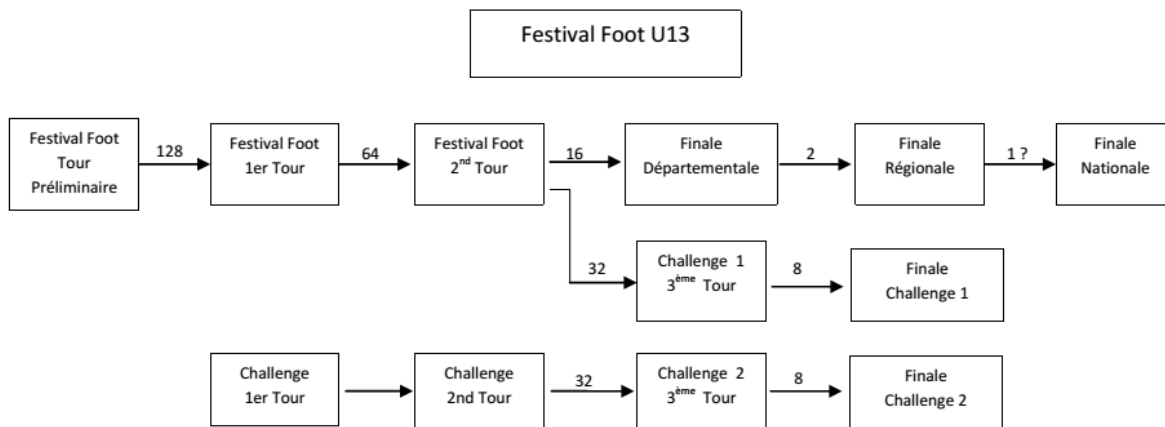 Festival Foot U13
Festival Foot
Tour
Préliminaire
128
Festival Foot
1er Tour
64
Festival Foot
2nd Tour
16
Finale
Départementale
2
Finale
Régionale
1 ?
Finale
Nationale
32
Challenge 1
3ème Tour
8
Finale
Challenge 1
Challenge
1er Tour
Challenge
2nd Tour
32
Challenge 2
3ème Tour
8
Finale
Challenge 2